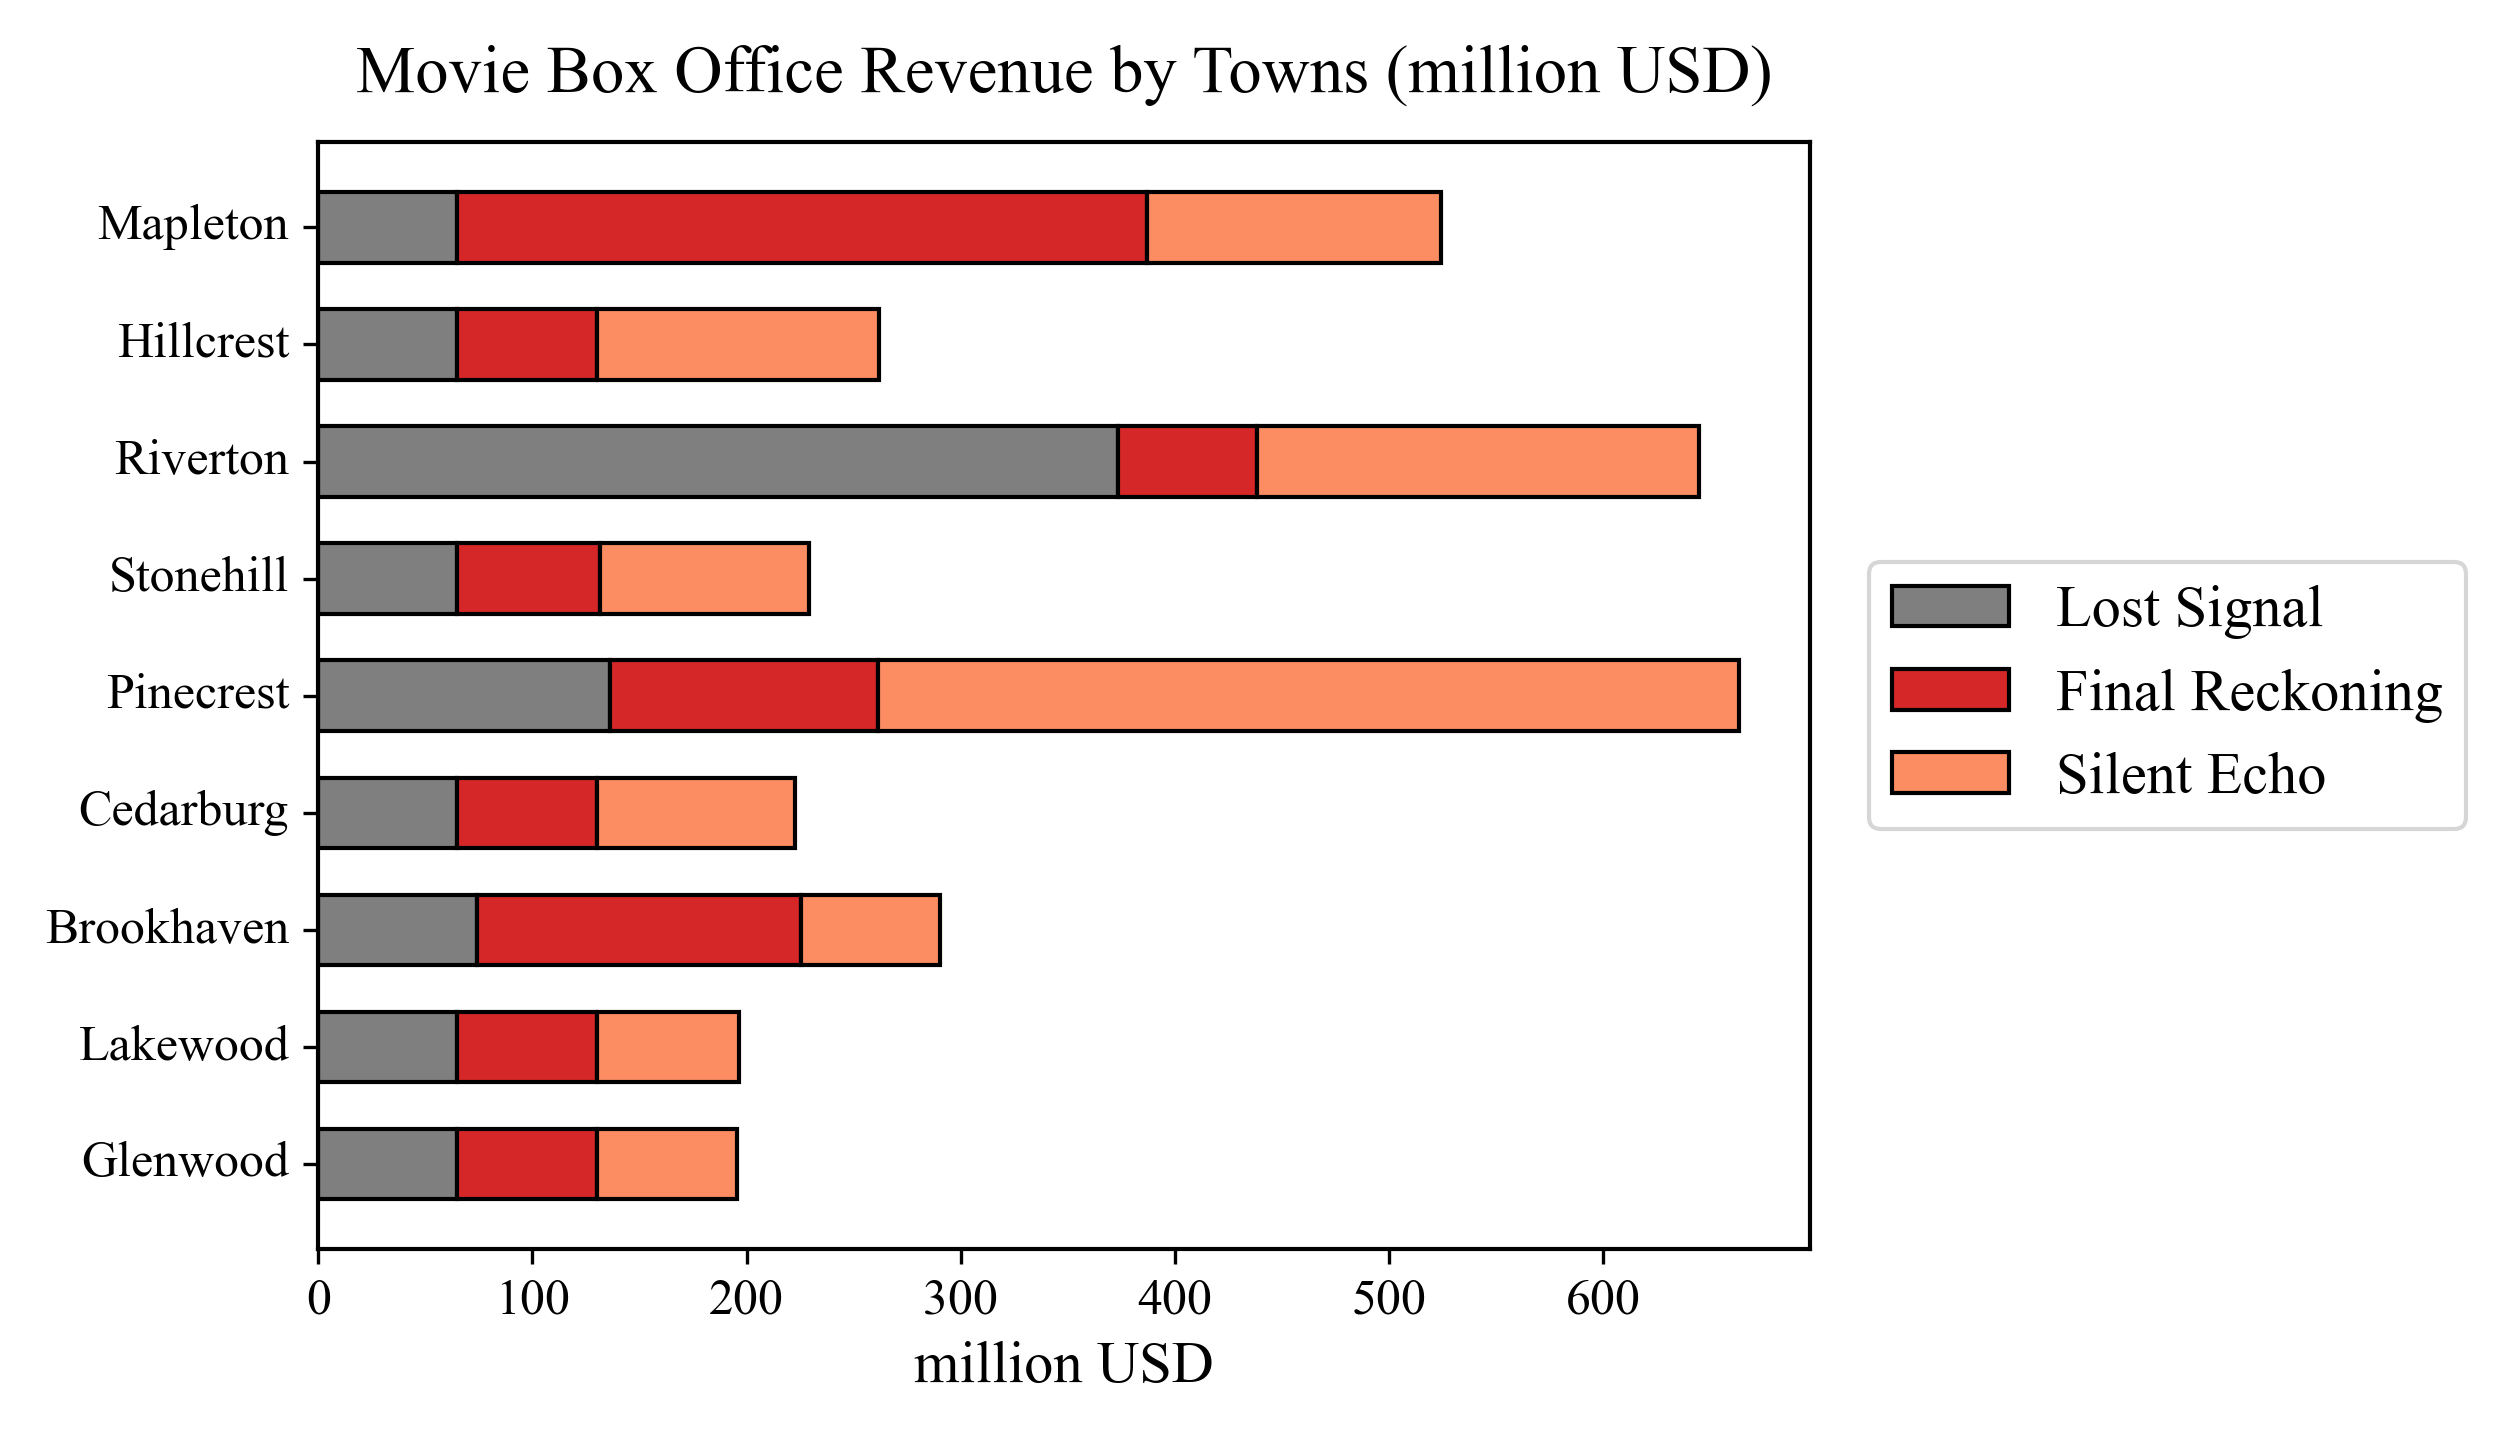 Movie Box Office Revenue by Towns (million USD)
Mapleton
Hillcrest
Riverton
Stonehill
Pinecrest
Cedarburg
Brookhaven
Lakewood
Glenwood
0 100 200 300 400 500 600
million USD
Lost Signal
Final Reckoning
Silent Echo